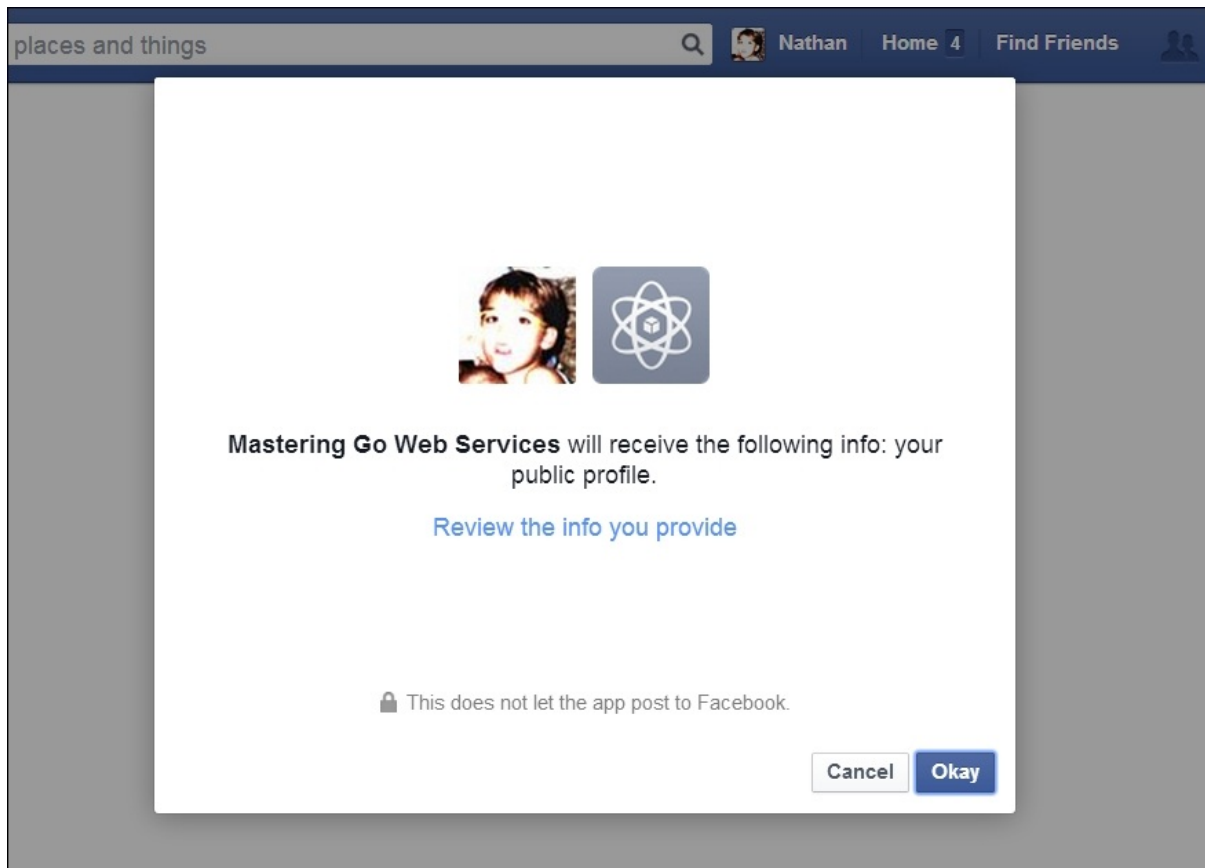 places and things
Nathan
Home 4
Find Friends
Mastering Go Web Services will receive the following info: your
public profile.
Review the info you provide
This does not let the app post to Facebook.
Cancel
Okay